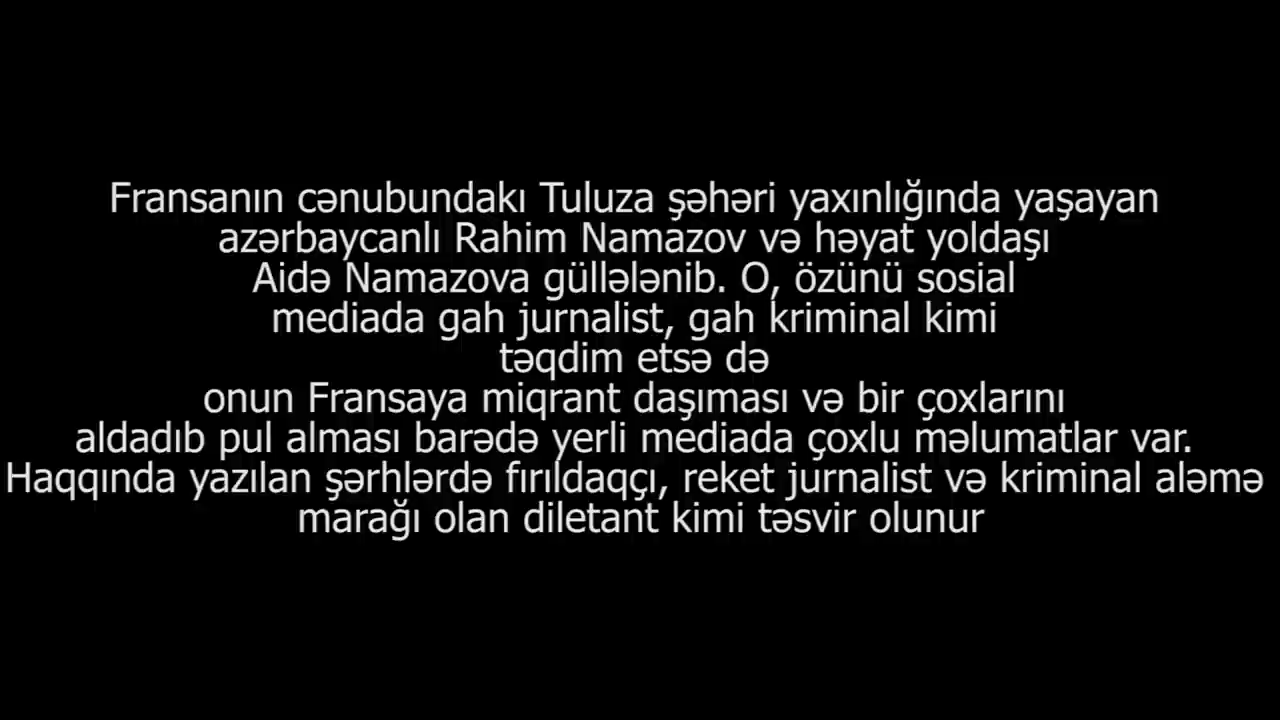 Fransanın cənubundakı Tuluza şəhəri yaxınlığında yaşayan
azərbaycanlı Rahim Namazov və həyat yoldaşı
Aidə Namazova güllələnib. O, özünü sosial
mediada gah jurnalist, gah kriminal kimi
təqdim etsə də
onun Fransaya miqrant daşıması və bir çoxlarını
aldadıb pul alması barədə yerli mediada çoxlu məlumatlar var.
Haqqında yazılan şərhlərdə fırıldaqçı, reket jurnalist və kriminal aləmə
marağı olan diletant kimi təsvir olunur